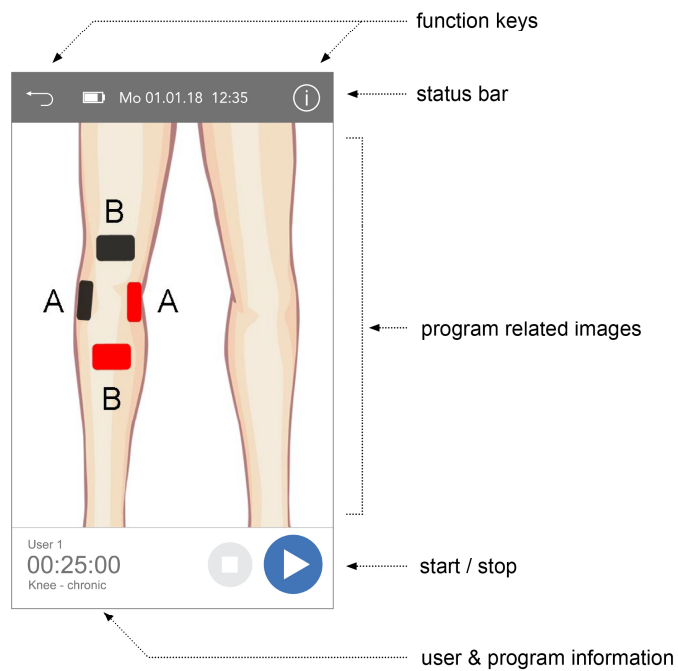 function keys
Mo 01.01.18 12:35
i
status bar
B
A
A
program related images
B
User 1
00:25:00
Knee - chronic
start / stop
user & program information